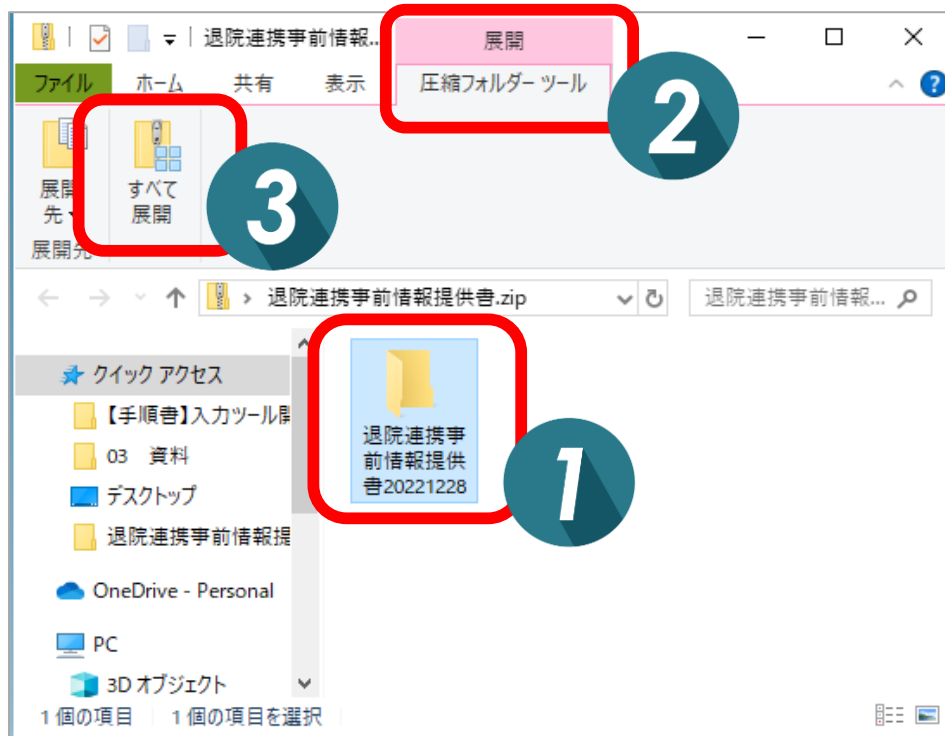 退院連携事前情報...
展開
ファイル
ホーム
共有
表示
圧縮フォルダー ツール
?
2
展開
先
すべて
展開
3
展開先
退院連携事前情報提供書.zip
退院連携事前情報...
クイック アクセス
【手順書】入力ツール開
03 資料
デスクトップ
退院連携事前情報提
OneDrive - Personal
PC
3D オブジェクト
退院連携事
前情報提供
書20221228
1
1 個の項目
1 個の項目を選択